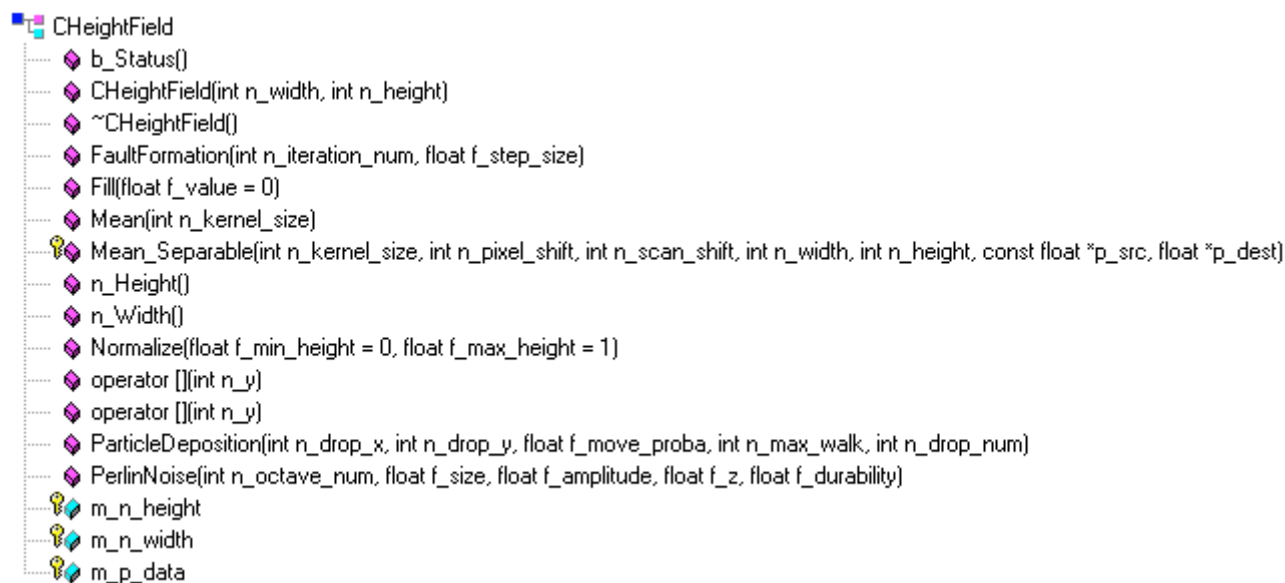 CHeightField
b_Status()
CHeightField(int n_width, int n_height)
~CHeightField()
FaultFormation(int n_iteration_num, float f_step_size)
Fill(float f_value = 0)
Mean(int n_kernel_size)
Mean_Separable(int n_kernel_size, int n_pixel_shift, int n_scan_shift, int n_width, int n_height, const float *p_src, float *p_dest)
n_Height()
n_Width()
Normalize(float f_min_height = 0, float f_max_height = 1)
operator [](int n_y)
operator [](int n_y)
ParticleDeposition(int n_drop_x, int n_drop_y, float f_move_proba, int n_max_walk, int n_drop_num)
PerlinNoise(int n_octave_num, float f_size, float f_amplitude, float f_z, float f_durability)
m_n_height
m_n_width
m_p_data